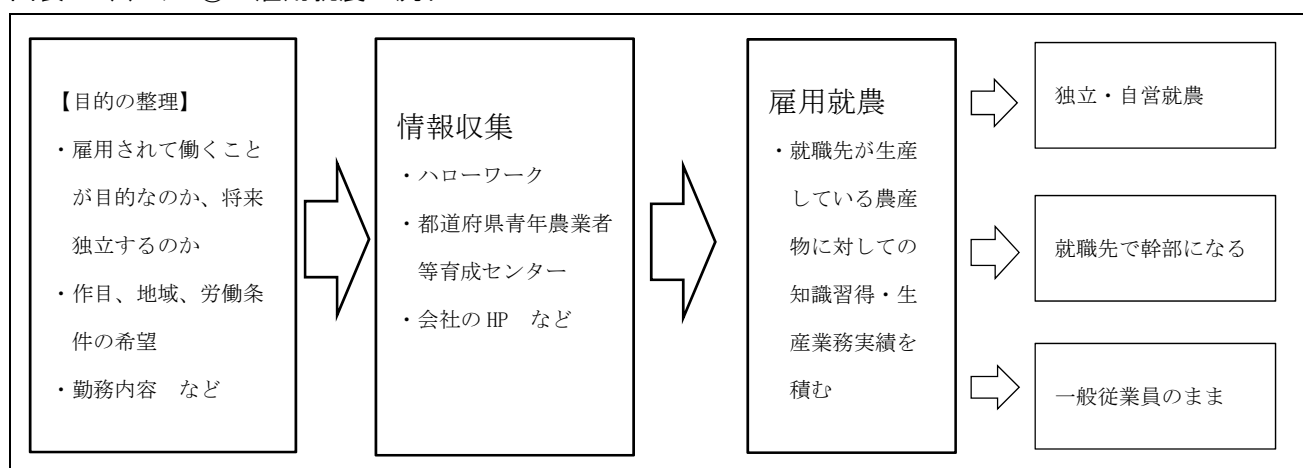 【目的の整理】
・雇用されて働くこと
が目的なのか、将来
独立するのか
・作目、地域、労働条
件の希望
・勤務内容　など
情報収集
・ハローワーク
・都道府県青年農業者
等育成センター
・会社の HP　など
雇用就農
・就職先が生産
している農産
物に対しての
知識習得・生
産業務実績を
積む
独立・自営就農
就職先で幹部になる
一般従業員のまま